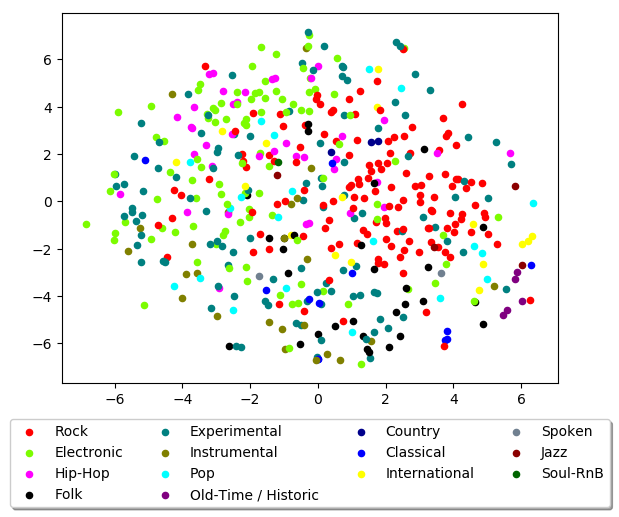 6
4
2
0
−2
−4
−6
−6 −4 −2 0 2 4 6
Rock Experimental Country Spoken
Electronic Instrumental Classical Jazz
Hip-Hop Pop International Soul-RnB
Folk Old-Time / Historic